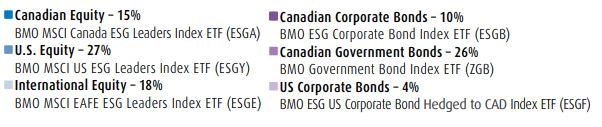 Canadian Equity – 15%
BMO MSCI Canada ESG Leaders Index ETF (ESGA)
U.S. Equity – 27%
BMO MSCI US ESG Leaders Index ETF (ESGY)
International Equity – 18%
BMO MSCI EAFE ESG Leaders Index ETF (ESGE)
Canadian Corporate Bonds – 10%
BMO ESG Corporate Bond Index ETF (ESGB)
Canadian Government Bonds – 26%
BMO Government Bond Index ETF (ZGB)
US Corporate Bonds – 4%
BMO ESG US Corporate Bond Hedged to CAD Index ETF (ESGF)